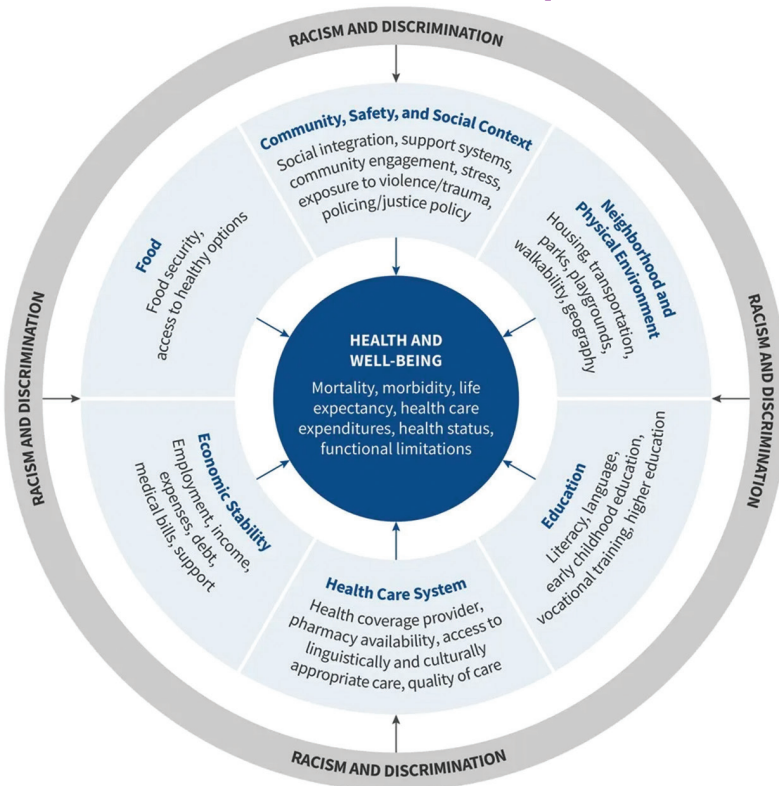 RACISM AND DISCRIMINATION
Community, Safety, and Social Context
Social integration, support systems,
community engagement, stress,
exposure to violence/trauma,
policing/justice policy
Neighborhood and
Physical Environment
Housing, transportation,
parks, playgrounds,
walkability, geography
RACISM AND DISCRIMINATION
Education
Literacy, language,
early childhood education,
vocational training, higher education
Health Care System
Health coverage provider,
pharmacy availability, access to
linguistically and culturally
appropriate care, quality of care
RACISM AND DISCRIMINATION
Economic Stability
Employment, income,
expenses, debt,
medical bills, support
RACISM AND DISCRIMINATION
Food
Food security,
access to healthy options
HEALTH AND
WELL-BEING
Mortality, morbidity, life
expectancy, health care
expenditures, health status,
functional limitations